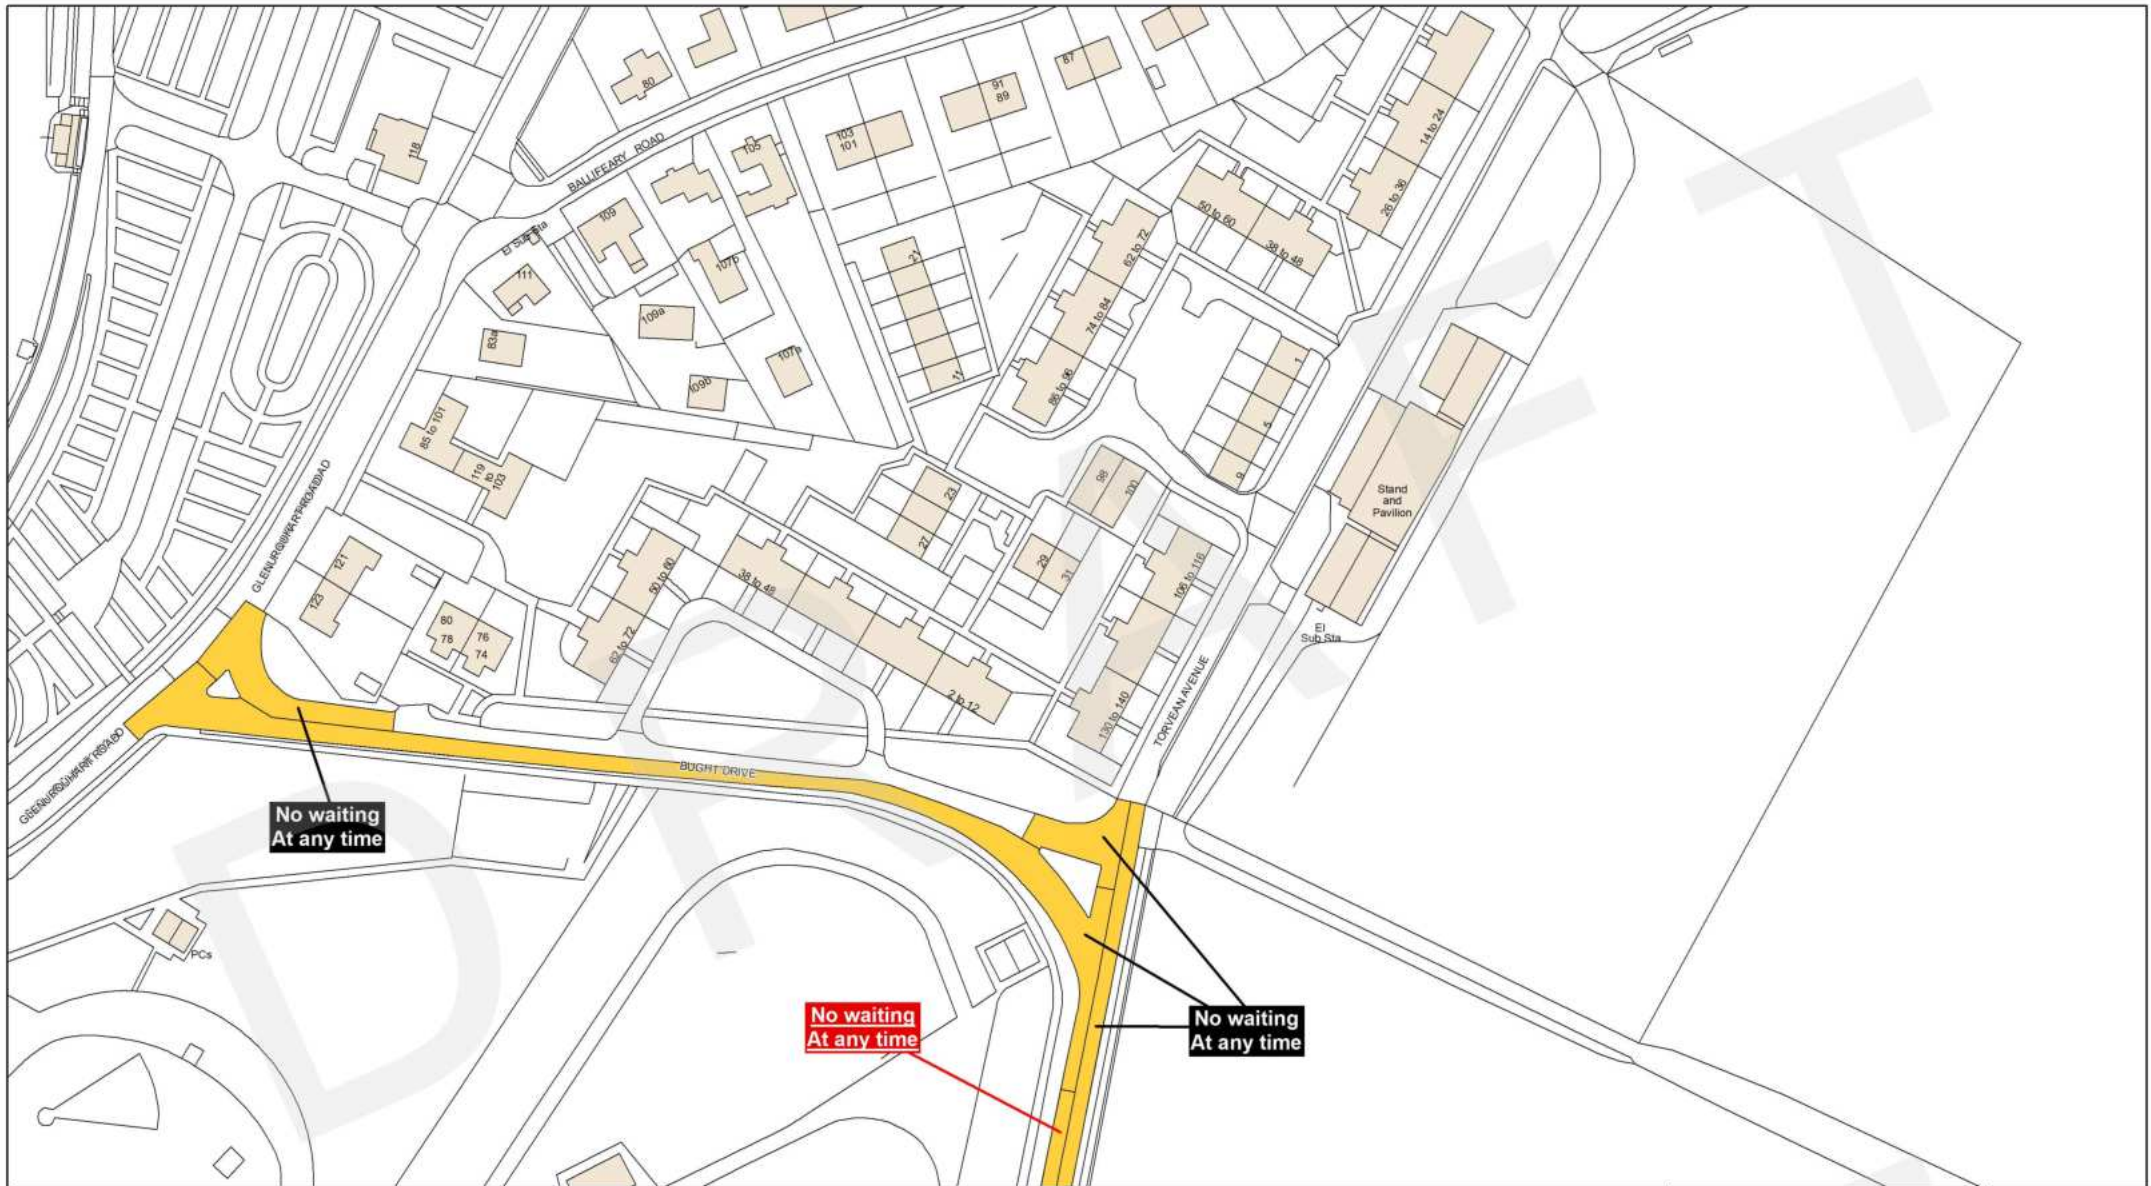 80
87
91
89
118
BALLIFEARY ROAD
105
103
101
14 to 24
26 to 36
109
El Sub Sta
50 to 60
38 to 48
62 to 72
111
107b
21
109a
74 to 84
83a
107a
109b
11
86 to 96
1
5
9
85 to 101
119
to
103
GLENURQUHART ROAD
98
100
23
27
Stand
and
Pavilion
121
123
50 to 60
38 to 48
29
31
106 to 116
80
78
76
74
62 to 72
2 to 12
El
Sub Sta
130 to 140
TORVEAN AVENUE
GLENURQUHART ROAD
BUGHT DRIVE
No waiting
At any time
PCs
No waiting
At any time
No waiting
At any time
DRAFT